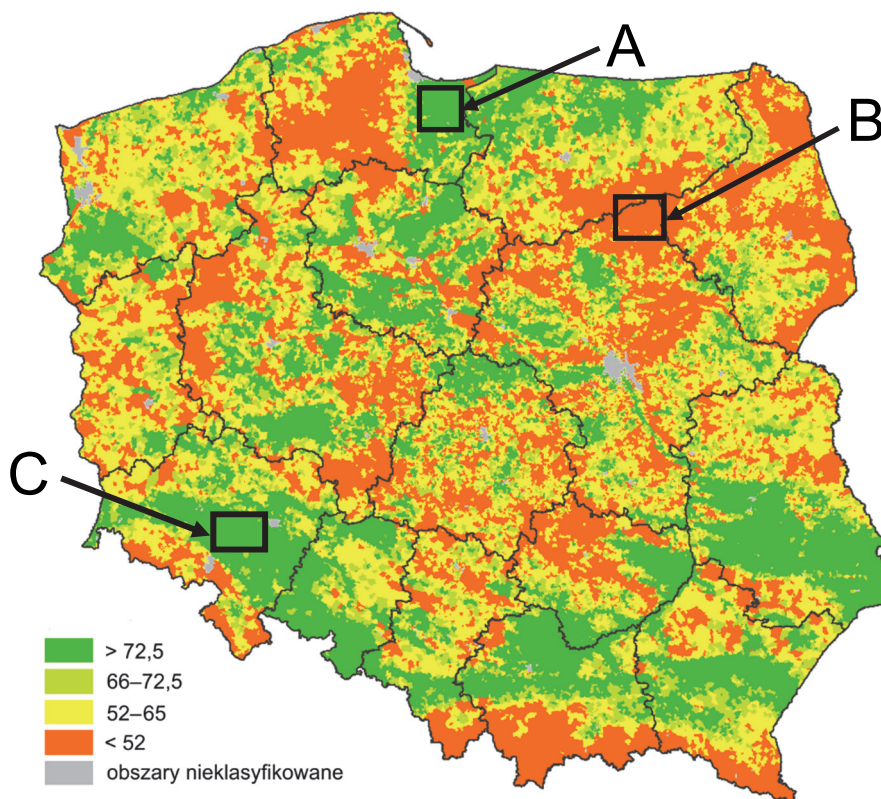 A
B
C
> 72,5
66–72,5
52–65
< 52
obszary nieklasyfikowane